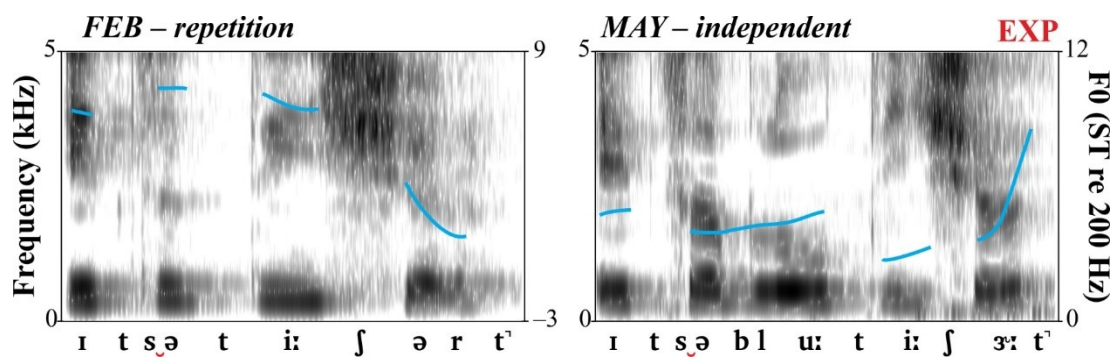 FEB – repetition
MAY – independent EXP
5 9 5 12
Frequency (kHz)
F0 (ST re 200 Hz)
0 –3 0 0
ɪ t s̬ ə t iː ʃ ə r t̚
ɪ t s̬ ə b l uː t iː ʃ ɝː t̚